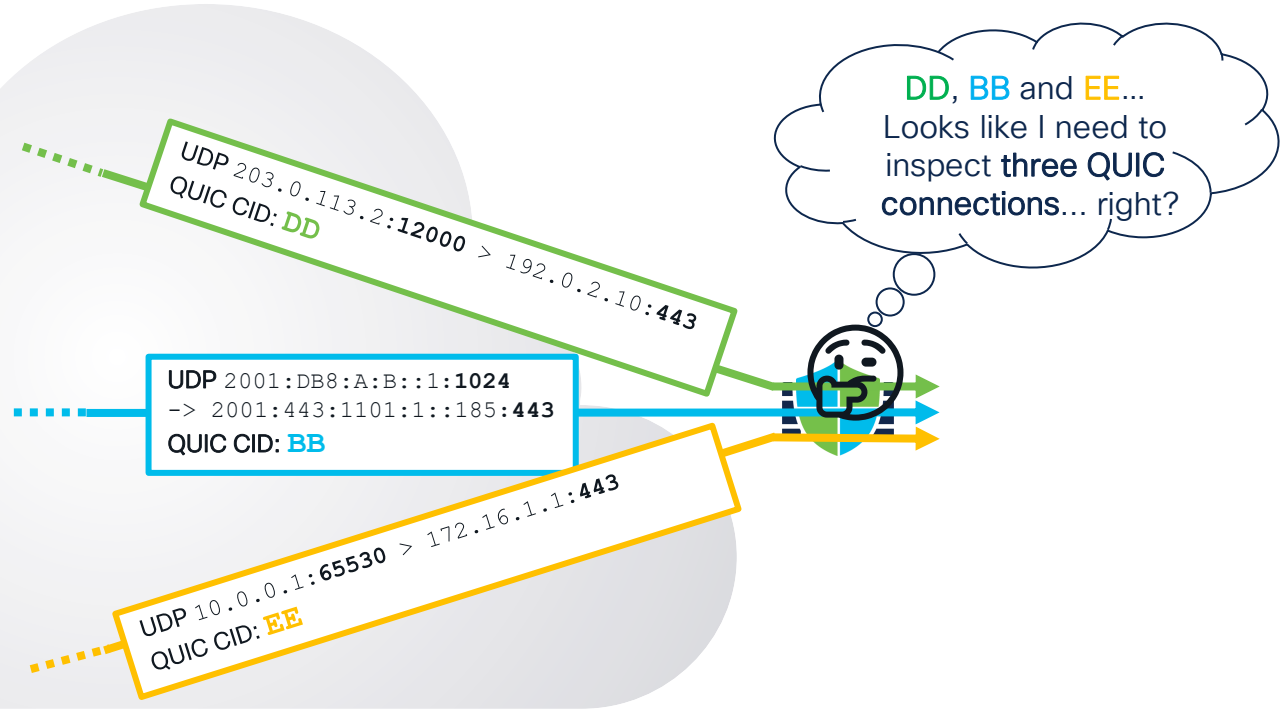 DD, BB and EE...
Looks like I need to
inspect three QUIC
connections... right?
UDP 203.0.113.2:12000 > 192.0.2.10:443
QUIC CID: DD
UDP 2001:DB8:A:B::1:1024
-> 2001:443:1101:1::185:443
QUIC CID: BB
UDP 10.0.0.1:65530 > 172.16.1.1:443
QUIC CID: EE